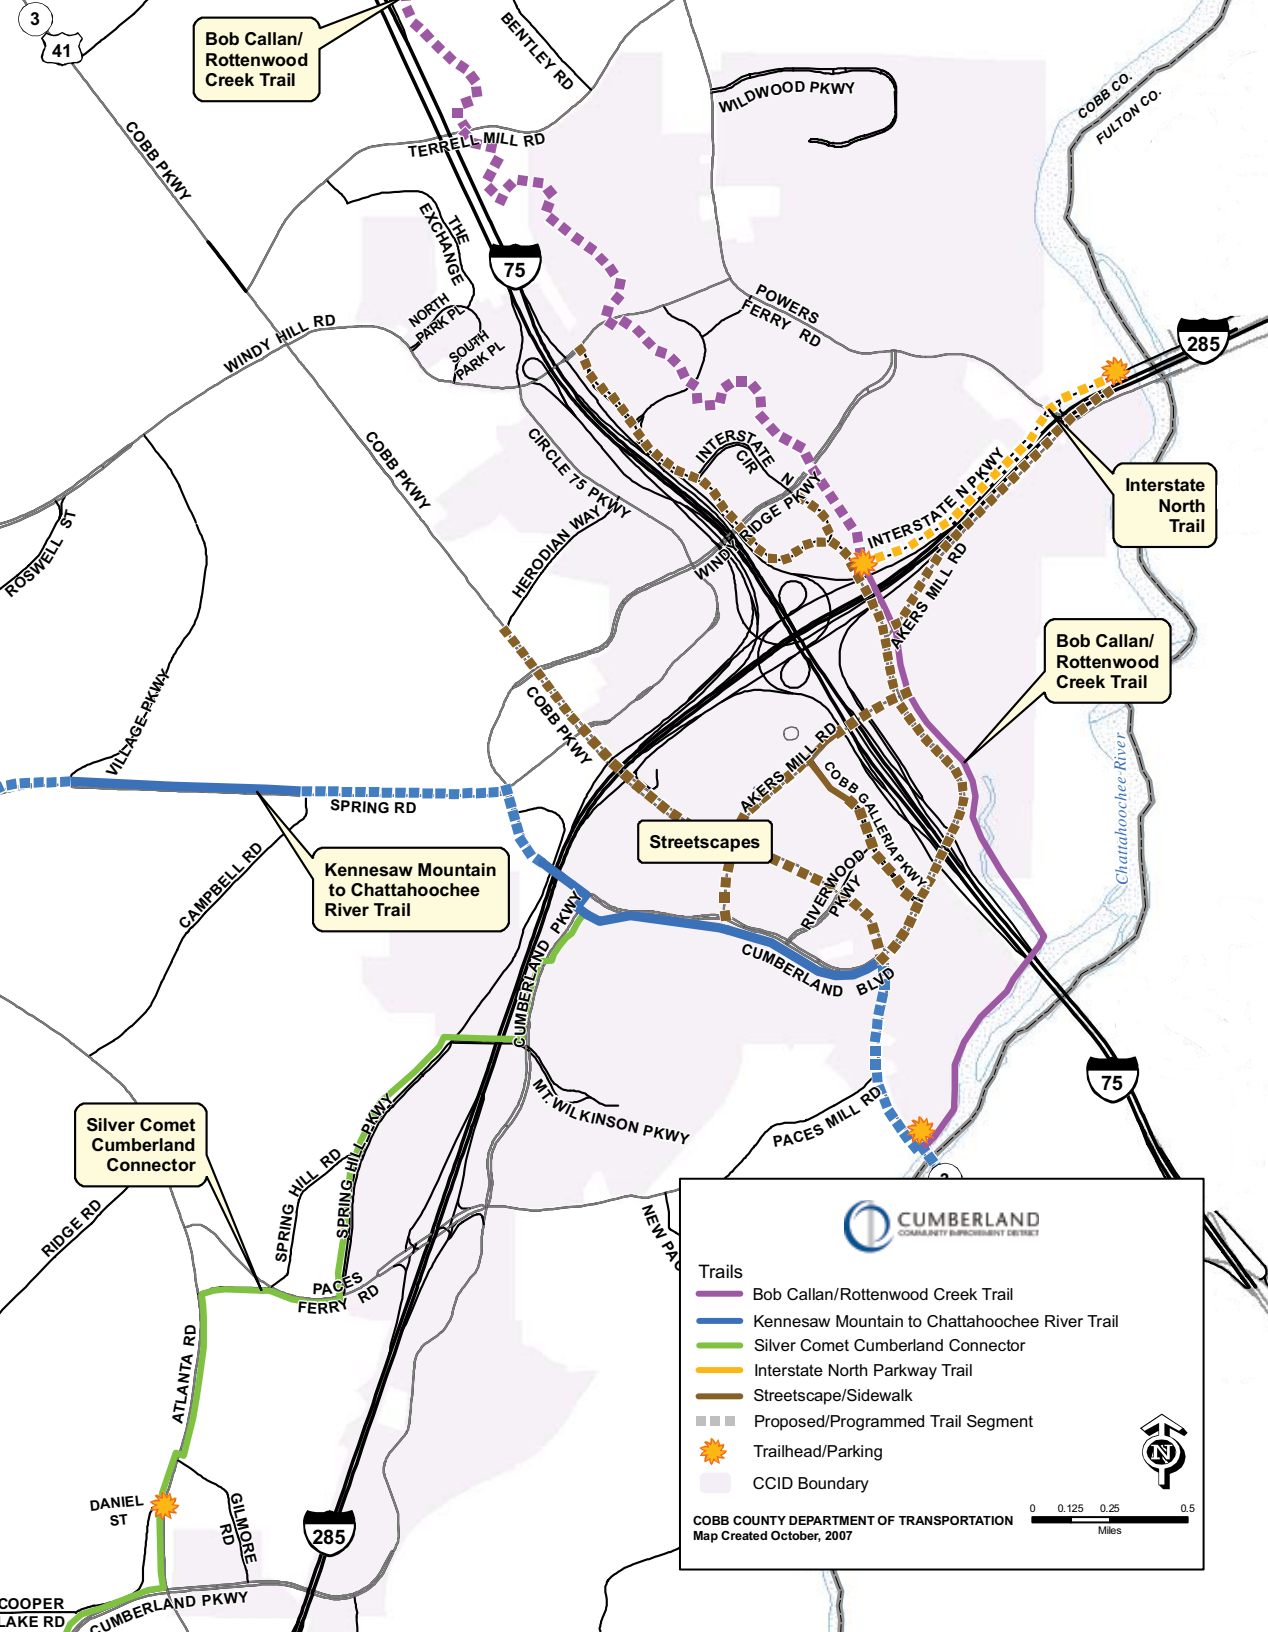 3
41
Bob Callan/
Rottenwood
Creek Trail
BENTLEY RD
WILDWOOD PKWY
COBB CO.
FULTON CO.
COBB PKWY
TERRELL MILL RD
THE
EXCHANGE
75
NORTH
PARK PL
SOUTH
PARK PL
WINDY HILL RD
POWERS
FERRY RD
285
COBB PKWY
CIRCLE 75 PKWY
INTERSTATE N
CIR
WINDY RIDGE PKWY
INTERSTATE N PKWY
Interstate
North
Trail
ROSWELL ST
HERODIAN WAY
AKERS MILL RD
Bob Callan/
Rottenwood
Creek Trail
VILLAGE PKWY
COBB PKWY
AKERS MILL RD
COBB GALLERIA PKWY
Chattahoochee River
SPRING RD
Streetscapes
Kennesaw Mountain
to Chattahoochee
River Trail
CAMPBELL RD
RIVERWOOD
PKWY
CUMBERLAND PKWY
CUMBERLAND BLVD
75
MT WILKINSON PKWY
PACES MILL RD
Silver Comet
Cumberland
Connector
SPRING HILL PKWY
SPRING HILL RD
RIDGE RD
NEW PAC
PACES
FERRY RD
ATLANTA RD
DANIEL
ST
GILMORE
RD
285
COOPER
LAKE RD
CUMBERLAND PKWY
CUMBERLAND
COMMUNITY IMPROVEMENT DISTRICT
Trails
Bob Callan/Rottenwood Creek Trail
Kennesaw Mountain to Chattahoochee River Trail
Silver Comet Cumberland Connector
Interstate North Parkway Trail
Streetscape/Sidewalk
Proposed/Programmed Trail Segment
Trailhead/Parking
CCID Boundary
N
0 0.125 0.25 0.5
Miles
COBB COUNTY DEPARTMENT OF TRANSPORTATION
Map Created October, 2007